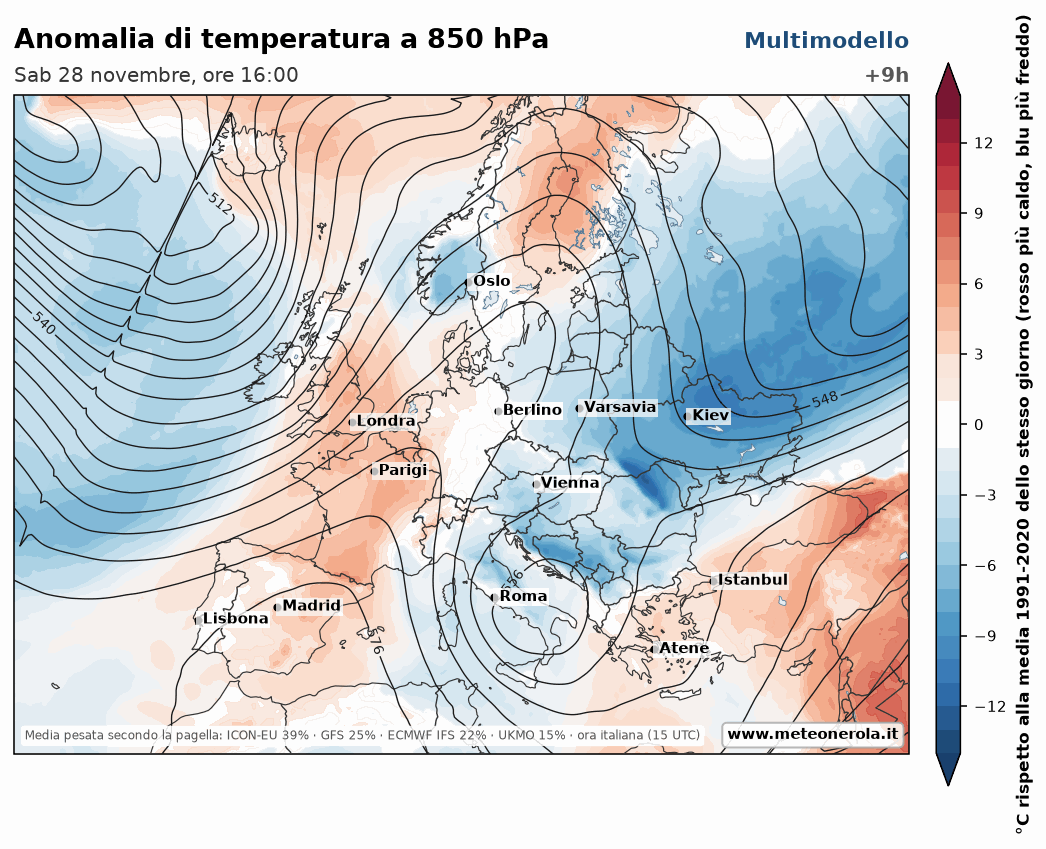 Anomalia di temperatura a 850 hPa
Multimodello
Sab 28 novembre, ore 16:00
+9h
512
540
548
Oslo
Londra
Berlino
Varsavia
Kiev
Parigi
Vienna
56
Istanbul
Roma
Madrid
Lisbona
576
Atene
Media pesata secondo la pagella: ICON-EU 39% · GFS 25% · ECMWF IFS 22% · UKMO 15% · ora italiana (15 UTC)
www.meteonerola.it
12
9
6
3
0
−3
−6
−9
−12
°C rispetto alla media 1991-2020 dello stesso giorno (rosso più caldo, blu più freddo)